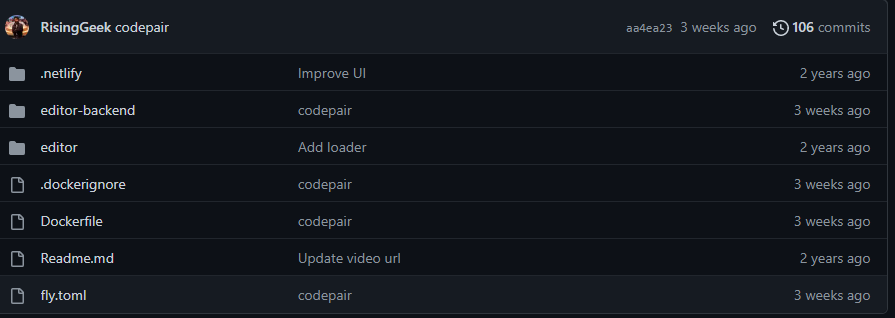 RisingGeek codepair aa4ea23 3 weeks ago 106 commits
.netlify Improve UI 2 years ago
editor-backend codepair 3 weeks ago
editor Add loader 2 years ago
.dockerignore codepair 3 weeks ago
Dockerfile codepair 3 weeks ago
Readme.md Update video url 2 years ago
fly.toml codepair 3 weeks ago